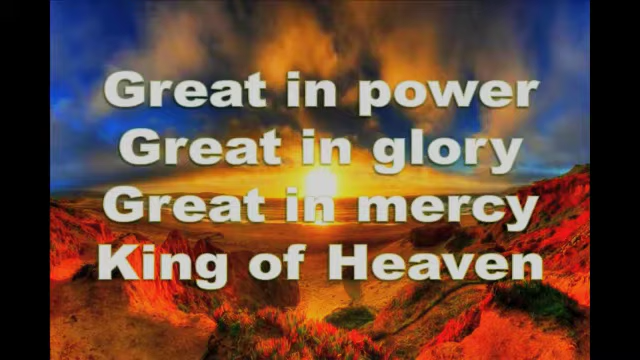 Great in power
Great in glory
Great in mercy
King of Heaven